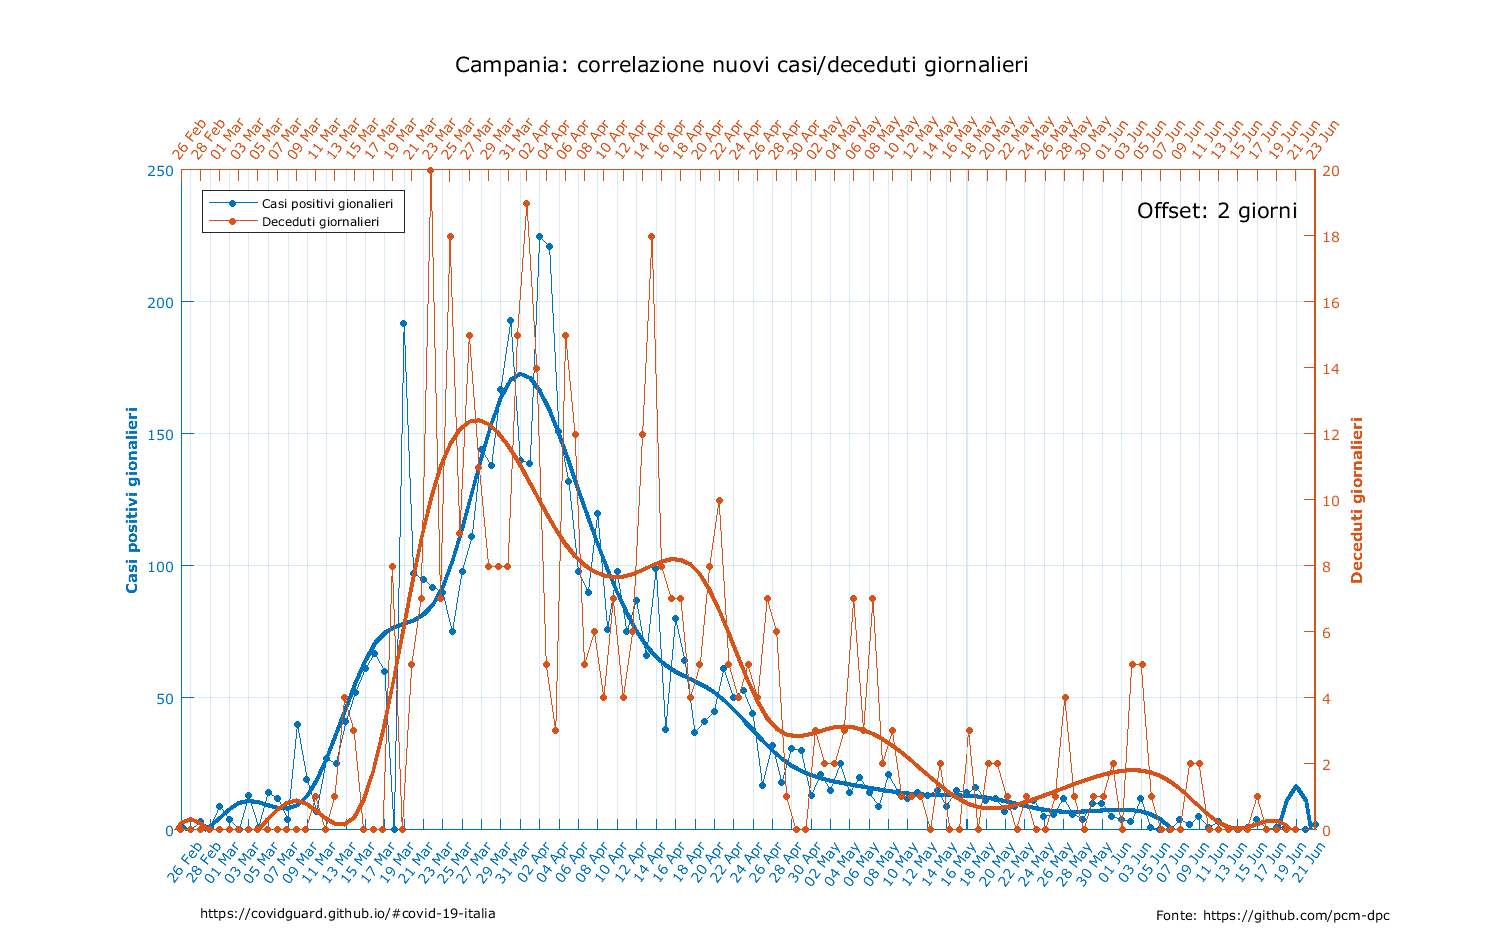 Campania: correlazione nuovi casi/deceduti giornalieri
26 Feb 28 Feb 01 Mar 03 Mar 05 Mar 07 Mar 09 Mar 11 Mar 13 Mar 15 Mar 17 Mar 19 Mar 21 Mar 23 Mar 25 Mar 27 Mar 29 Mar 31 Mar 02 Apr 04 Apr 06 Apr 08 Apr 10 Apr 12 Apr 14 Apr 16 Apr 18 Apr 20 Apr 22 Apr 24 Apr 26 Apr 28 Apr 30 Apr 02 May 04 May 06 May 08 May 10 May 12 May 14 May 16 May 18 May 20 May 22 May 24 May 26 May 28 May 30 May 01 Jun 03 Jun 05 Jun 07 Jun 09 Jun 11 Jun 13 Jun 15 Jun 17 Jun 19 Jun 21 Jun 23 Jun
250
200
150
100
50
0
Casi positivi gionalieri
Casi positivi gionalieri
Deceduti giornalieri
Offset: 2 giorni
20
18
16
14
12
10
8
6
4
2
0
Deceduti giornalieri
26 Feb 28 Feb 01 Mar 03 Mar 05 Mar 07 Mar 09 Mar 11 Mar 13 Mar 15 Mar 17 Mar 19 Mar 21 Mar 23 Mar 25 Mar 27 Mar 29 Mar 31 Mar 02 Apr 04 Apr 06 Apr 08 Apr 10 Apr 12 Apr 14 Apr 16 Apr 18 Apr 20 Apr 22 Apr 24 Apr 26 Apr 28 Apr 30 Apr 02 May 04 May 06 May 08 May 10 May 12 May 14 May 16 May 18 May 20 May 22 May 24 May 26 May 28 May 30 May 01 Jun 03 Jun 05 Jun 07 Jun 09 Jun 11 Jun 13 Jun 15 Jun 17 Jun 19 Jun 21 Jun
https://covidguard.github.io/#covid-19-italia
Fonte: https://github.com/pcm-dpc